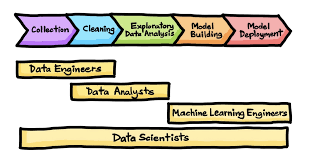 Collection
Cleaning
Exploratory
Data Analysis
Model
Building
Model
Deployment
Data Engineers
Data Analysts
Machine Learning Engineers
Data Scientists